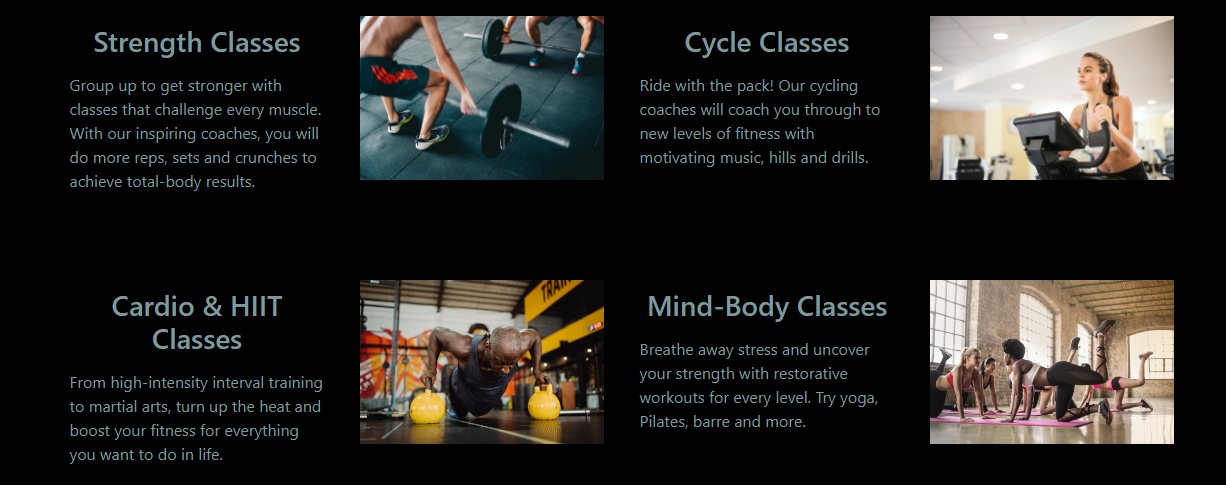 Strength Classes
Group up to get stronger with
classes that challenge every muscle.
With our inspiring coaches, you will
do more reps, sets and crunches to
achieve total-body results.
Cycle Classes
Ride with the pack! Our cycling
coaches will coach you through to
new levels of fitness with
motivating music, hills and drills.
Cardio & HIIT
Classes
From high-intensity interval training
to martial arts, turn up the heat and
boost your fitness for everything
you want to do in life.
TRAIN
Mind-Body Classes
Breathe away stress and uncover
your strength with restorative
workouts for every level. Try yoga,
Pilates, barre and more.